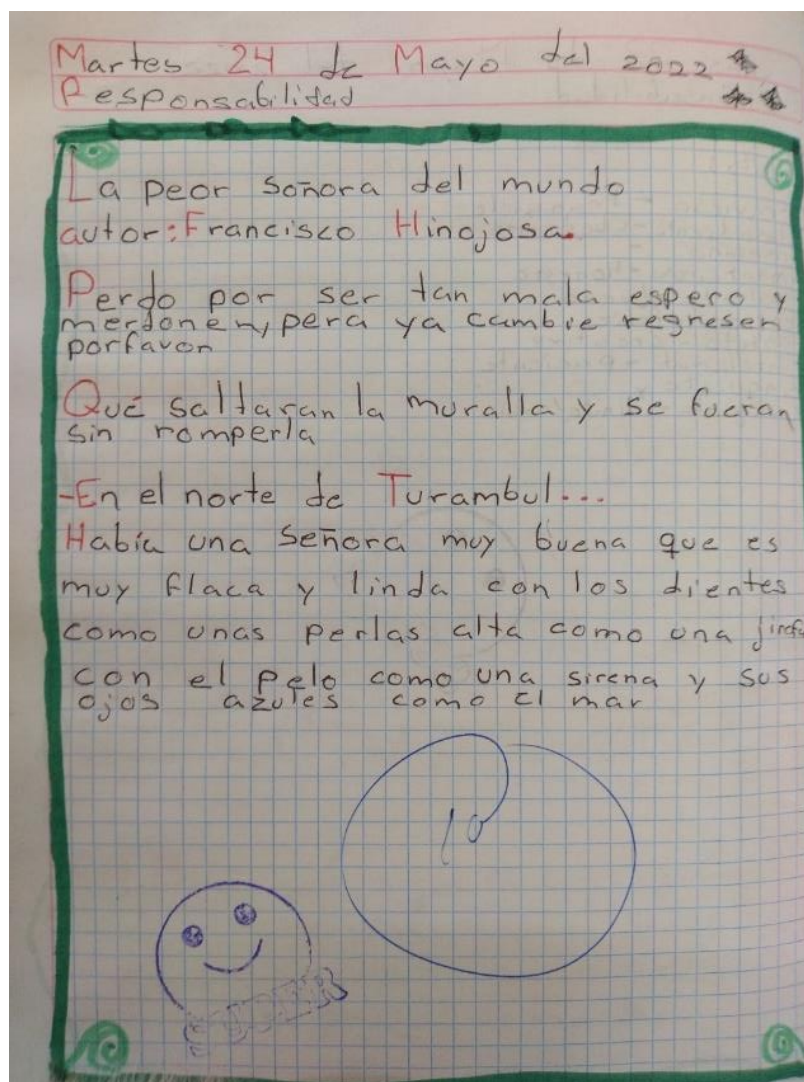 Martes 24 de Mayo del 2022
Responsabilidad
La peor soñora del mundo
autor: Francisco Hinojosa.
Perdo por ser tan mala espero y
merdonen, pera ya cambie regresen
porfavor
Qué saltaran la muralla y se fueran
sin romperla
-En el norte de Turambul...
Había una Señora muy buena que es
muy flaca y linda con los dientes
como unas perlas alta como una jirafa
con el pelo como una sirena y sus
ojos azules como el mar
10
SUPER